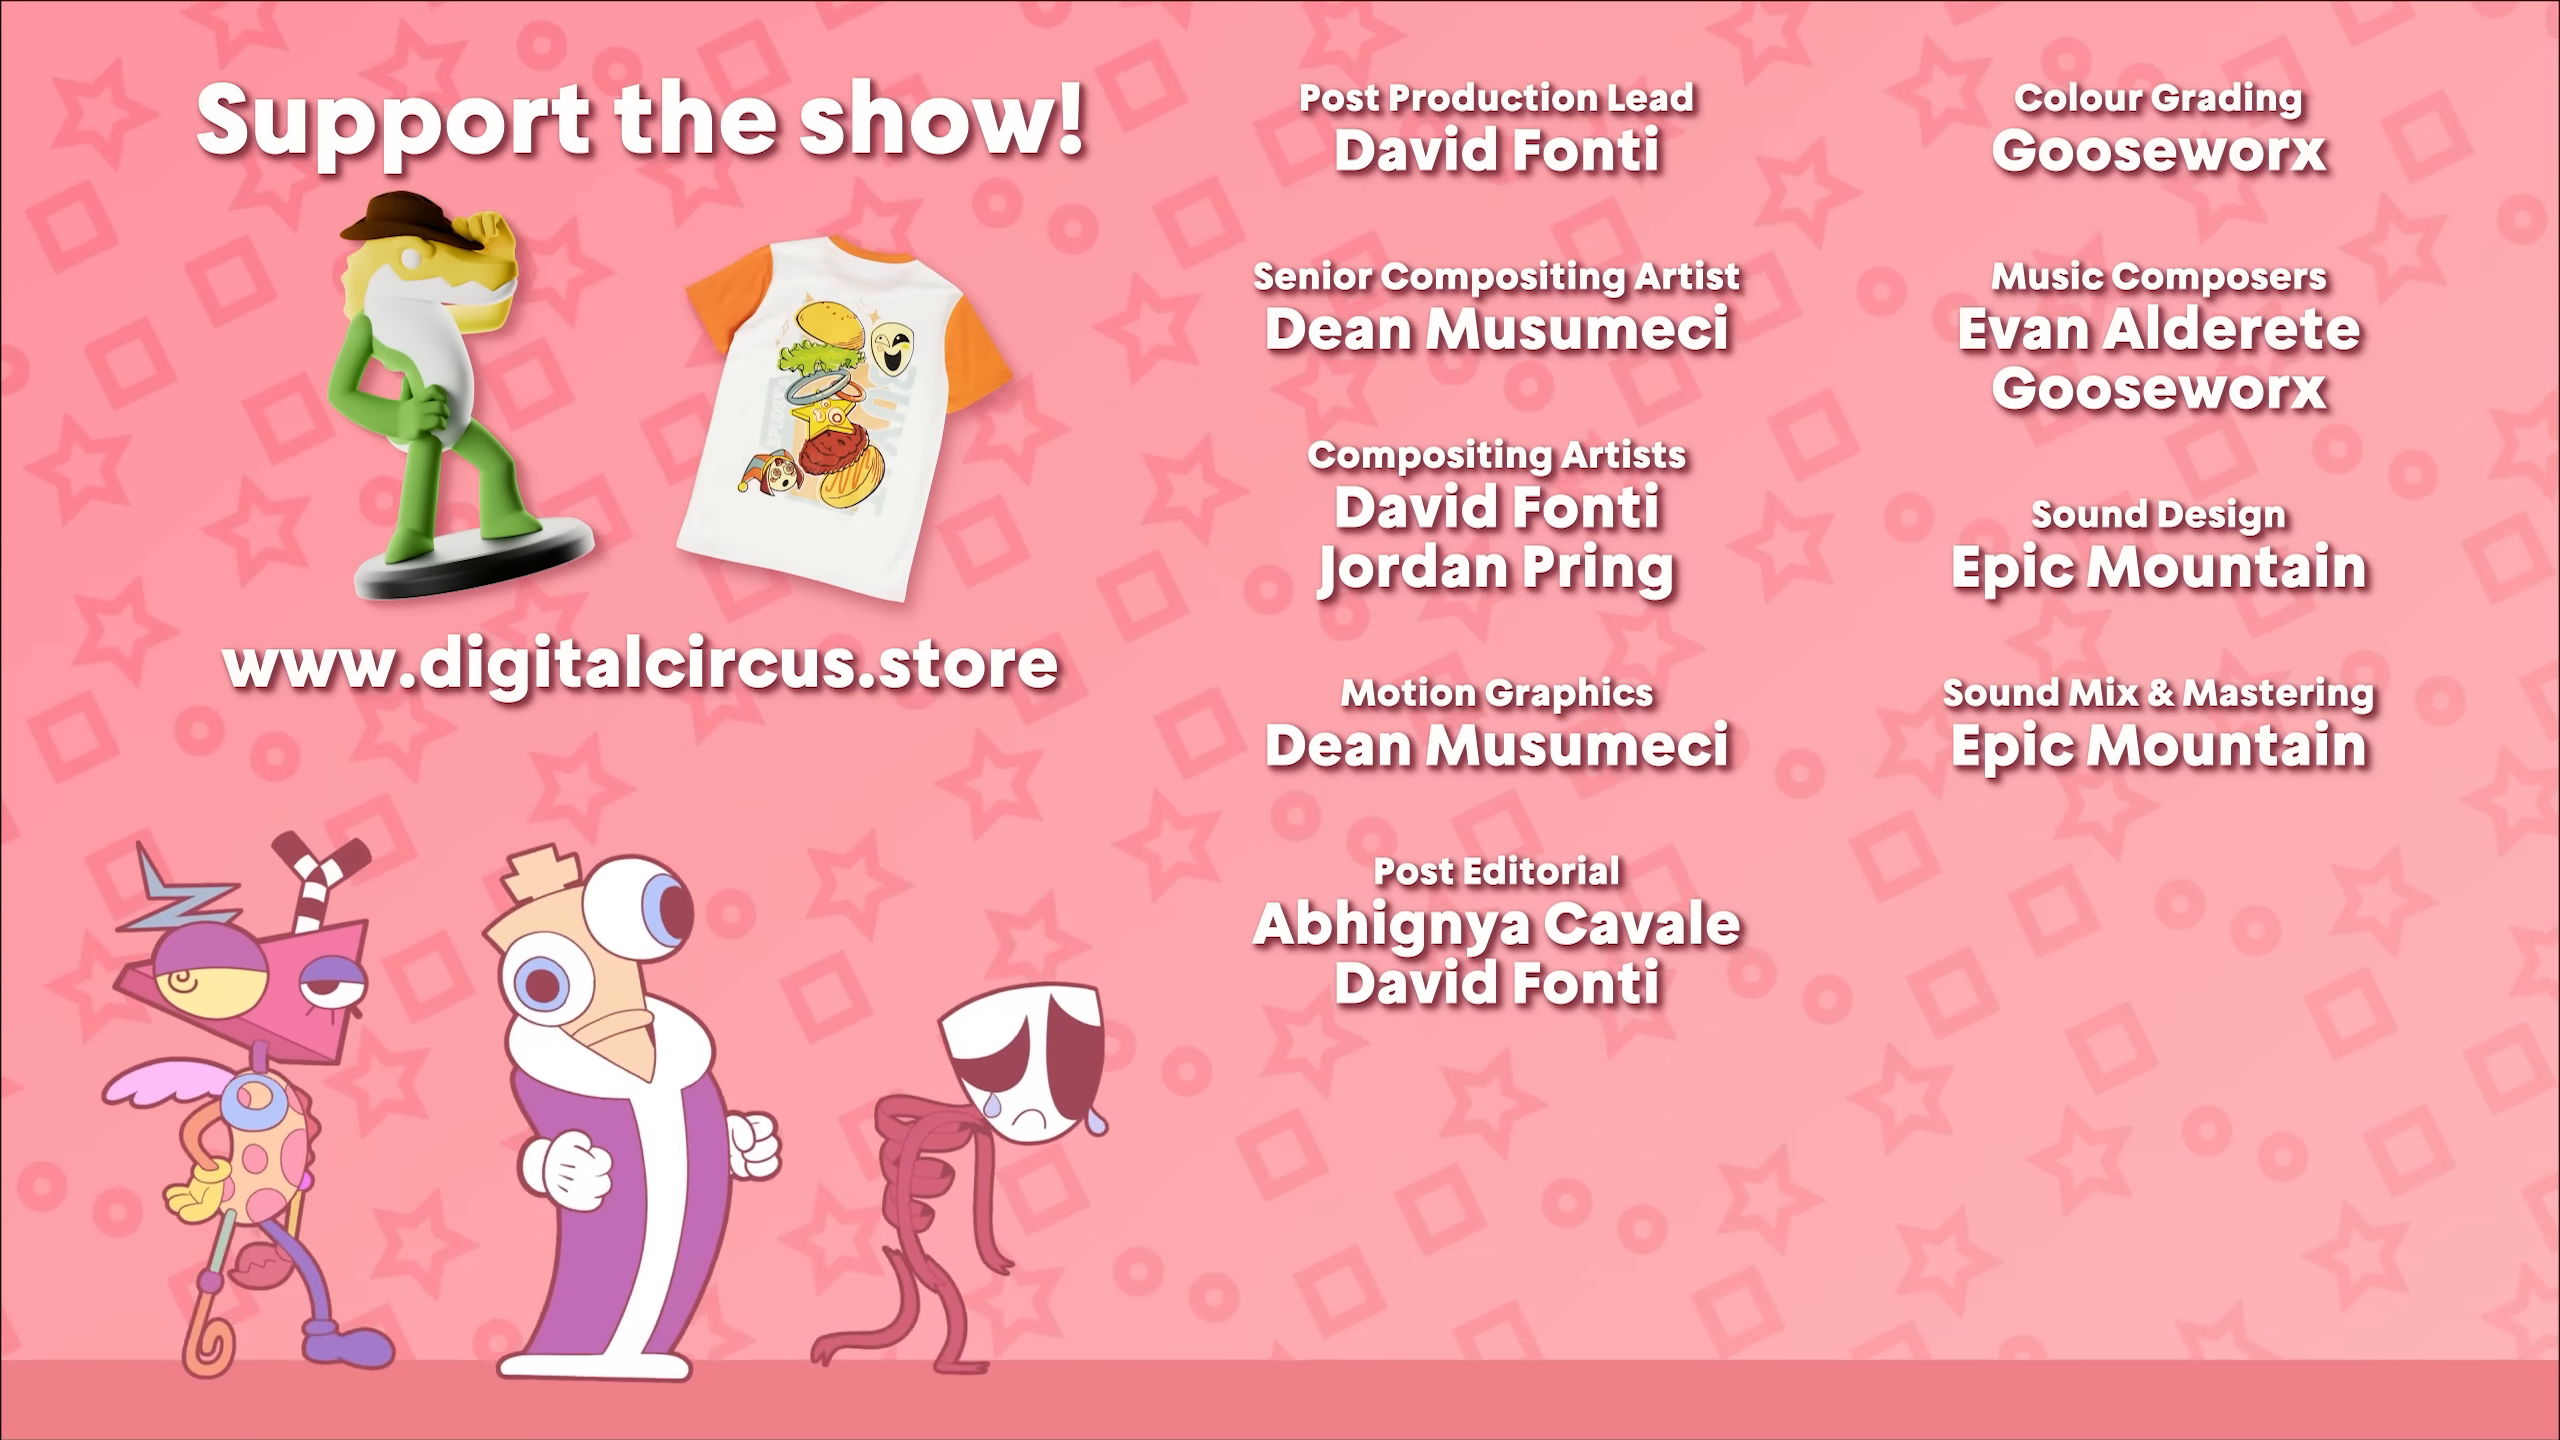 Support the show!
www.digitalcircus.store
Post Production Lead
David Fonti
Senior Compositing Artist
Dean Musumeci
Compositing Artists
David Fonti
Jordan Pring
Motion Graphics
Dean Musumeci
Post Editorial
Abhignya Cavale
David Fonti
Colour Grading
Gooseworx
Music Composers
Evan Alderete
Gooseworx
Sound Design
Epic Mountain
Sound Mix & Mastering
Epic Mountain